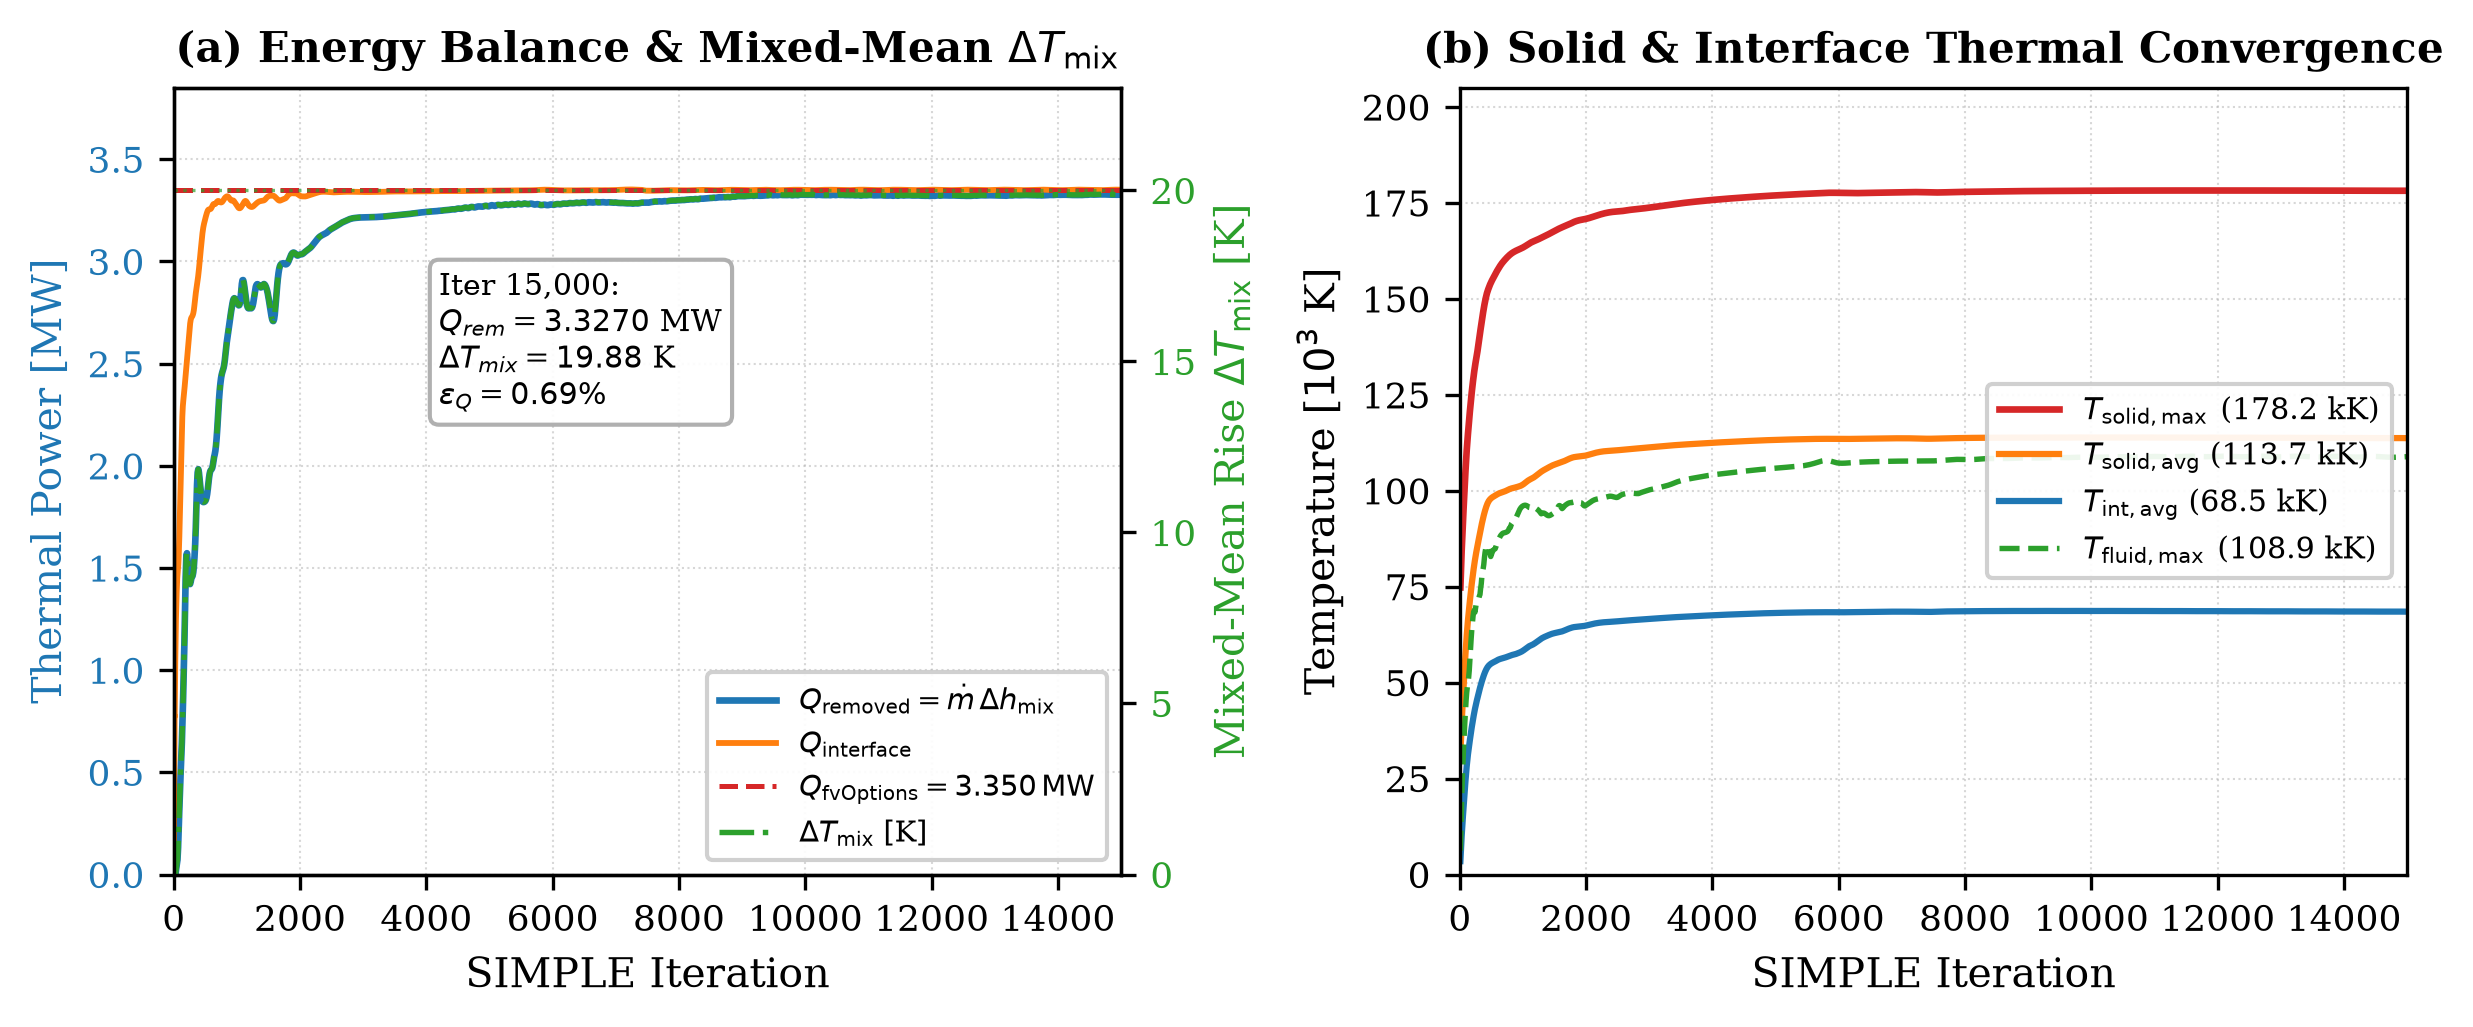 (a) Energy Balance & Mixed-Mean ΔT_mix
Thermal Power [MW]
3.5
3.0
2.5
2.0
1.5
1.0
0.5
0.0
Iter 15,000:
Q_rem = 3.3270 MW
ΔT_mix = 19.88 K
ε_Q = 0.69%
Q_removed = ṁ Δh_mix
Q_interface
Q_fvOptions = 3.350 MW
ΔT_mix [K]
20
15
10
5
0
Mixed-Mean Rise ΔT_mix [K]
0 2000 4000 6000 8000 10000 12000 14000
SIMPLE Iteration
(b) Solid & Interface Thermal Convergence
Temperature [10³ K]
200
175
150
125
100
75
50
25
0
T_solid, max (178.2 kK)
T_solid, avg (113.7 kK)
T_int, avg (68.5 kK)
T_fluid, max (108.9 kK)
0 2000 4000 6000 8000 10000 12000 14000
SIMPLE Iteration